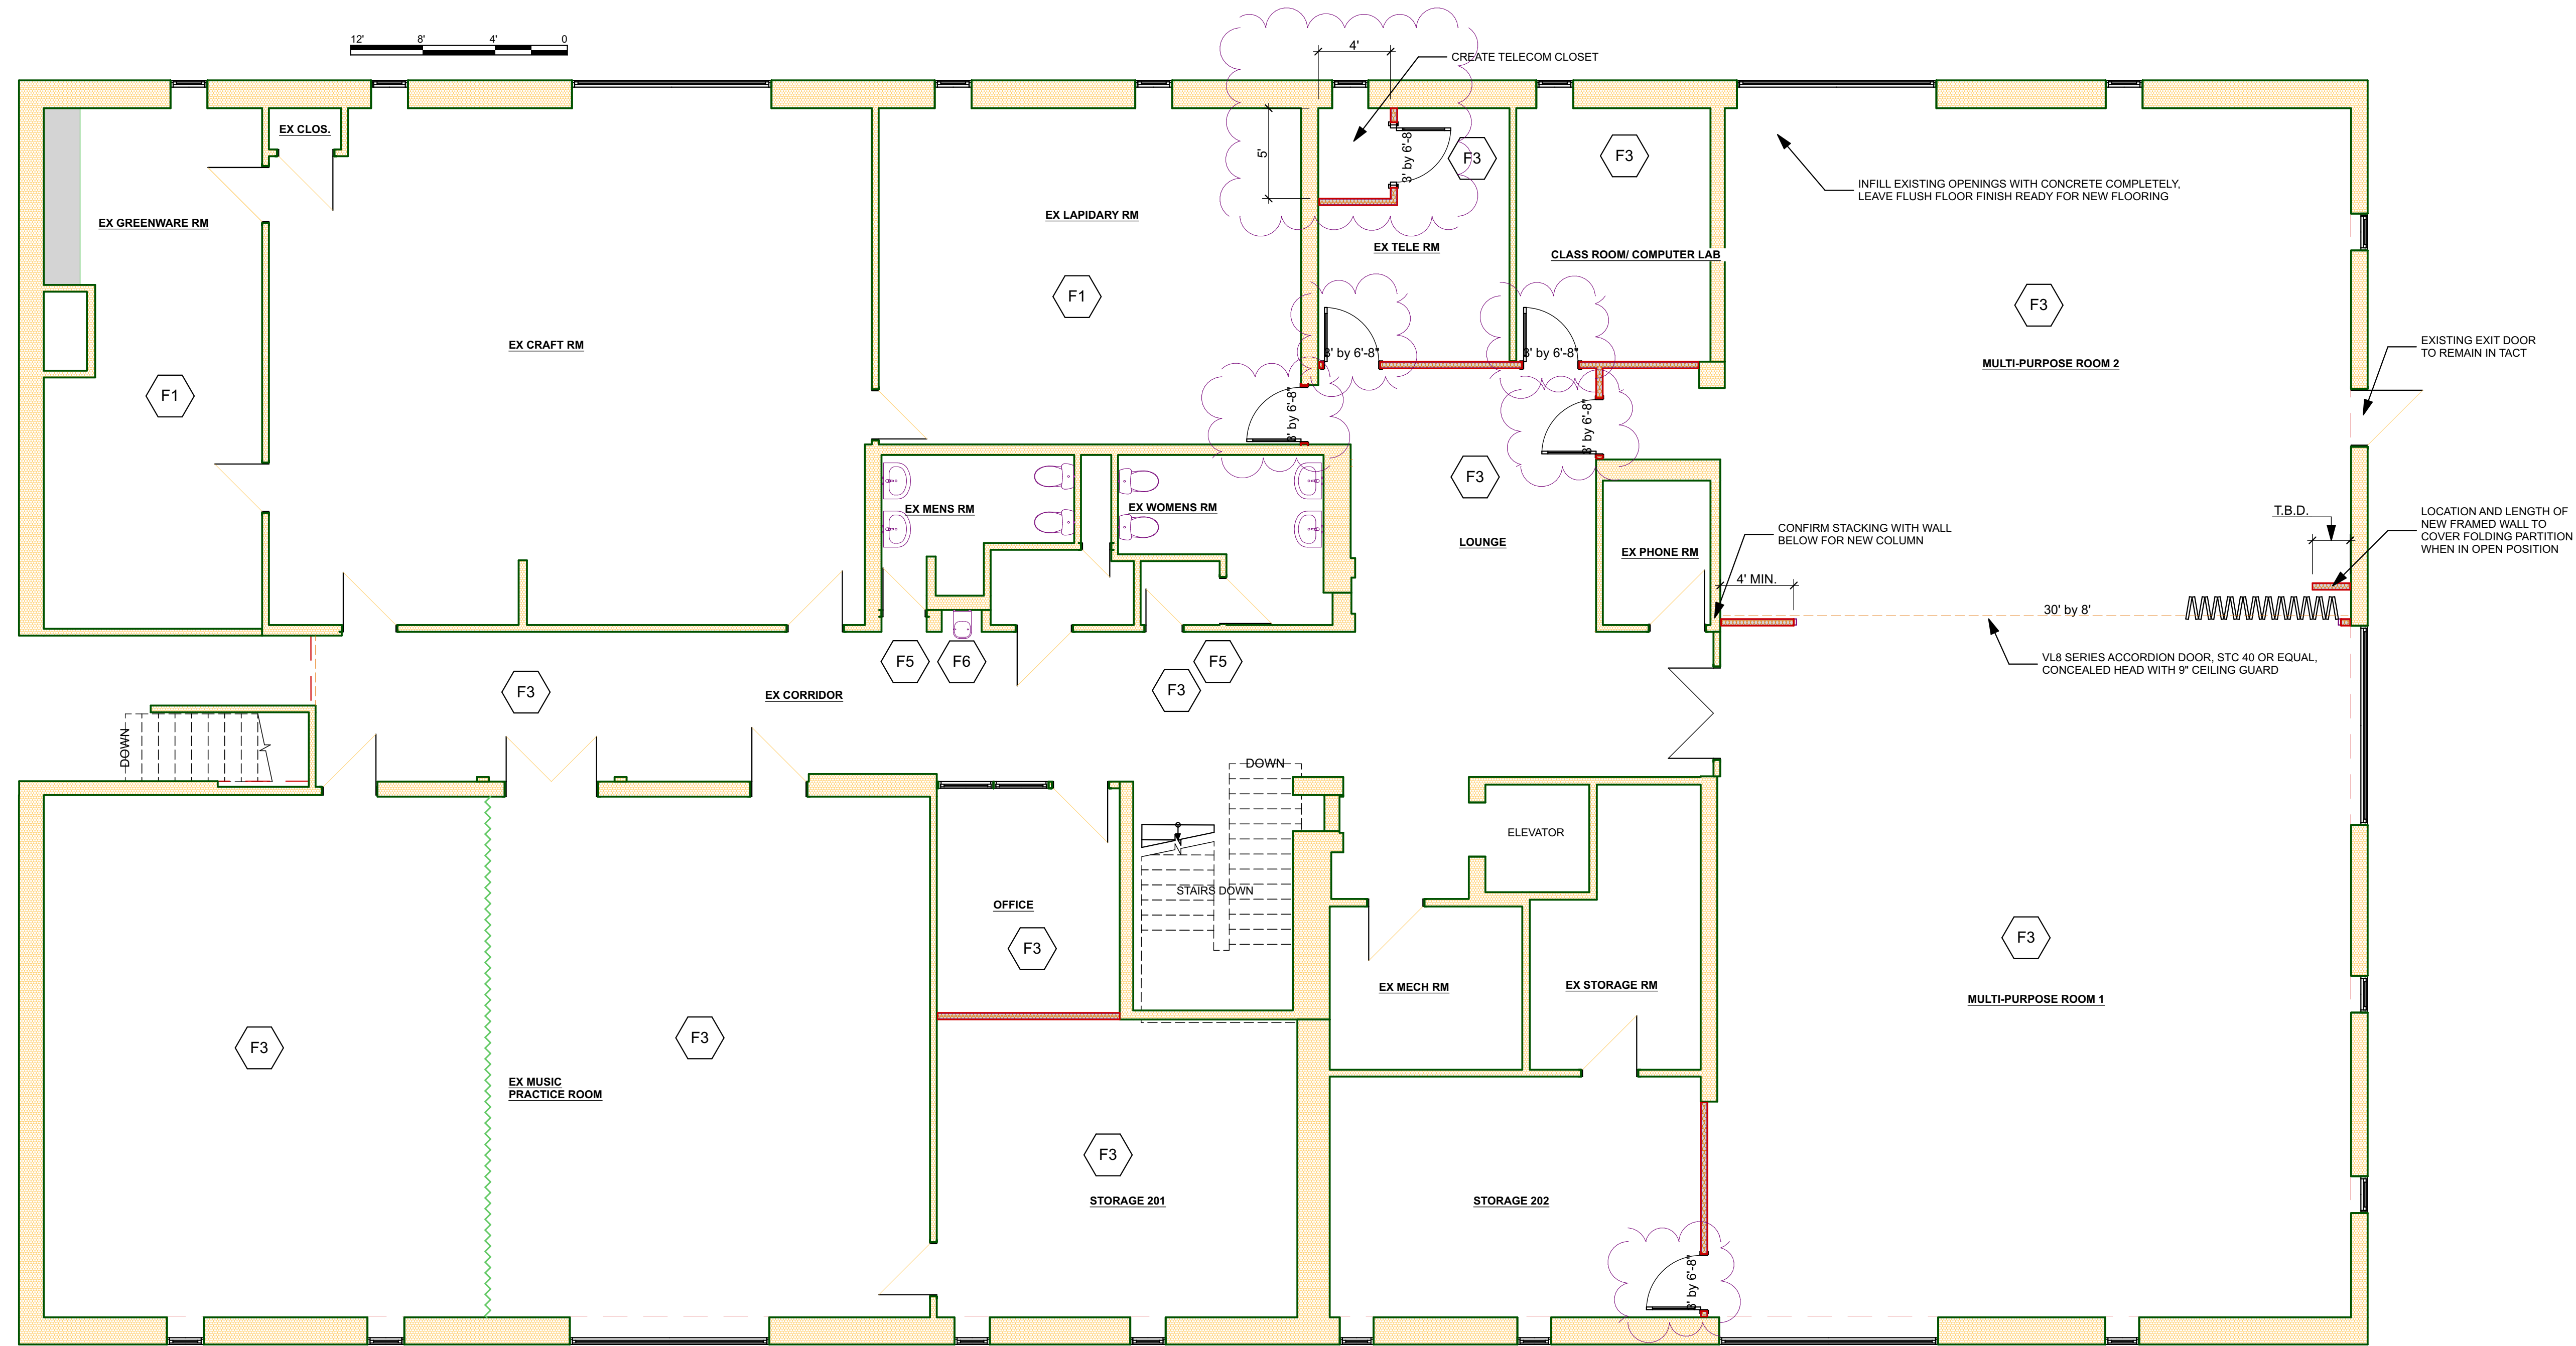 12' 8' 4' 0
4'
CREATE TELECOM CLOSET
EX CLOS.
5'
3' by 6'-8"
F3
F3
INFILL EXISTING OPENINGS WITH CONCRETE COMPLETELY,
LEAVE FLUSH FLOOR FINISH READY FOR NEW FLOORING
EX GREENWARE RM
EX LAPIDARY RM
EX TELE RM
CLASS ROOM/ COMPUTER LAB
F1
F3
EX CRAFT RM
3' by 6'-8"
3' by 6'-8"
MULTI-PURPOSE ROOM 2
EXISTING EXIT DOOR
TO REMAIN IN TACT
F1
3' by 6'-8"
3' by 6'-8"
F3
EX MENS RM
EX WOMENS RM
LOUNGE
EX PHONE RM
CONFIRM STACKING WITH WALL
BELOW FOR NEW COLUMN
T.B.D.
LOCATION AND LENGTH OF
NEW FRAMED WALL TO
COVER FOLDING PARTITION
WHEN IN OPEN POSITION
4' MIN.
30' by 8'
F5
F6
F5
VL8 SERIES ACCORDION DOOR, STC 40 OR EQUAL,
CONCEALED HEAD WITH 9" CEILING GUARD
F3
EX CORRIDOR
F3
DOWN
DOWN
ELEVATOR
STAIRS DOWN
OFFICE
F3
F3
EX MECH RM
EX STORAGE RM
MULTI-PURPOSE ROOM 1
F3
F3
EX MUSIC
PRACTICE ROOM
F3
STORAGE 201
STORAGE 202
3' by 6'-8"